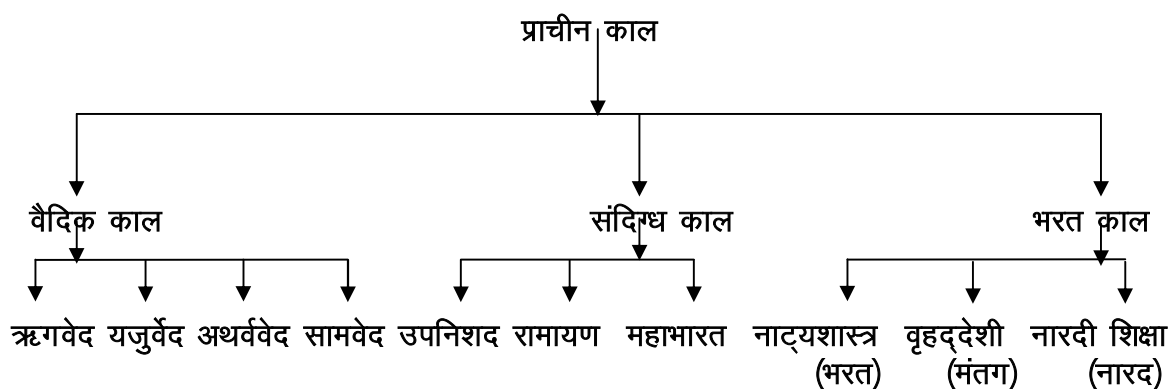 प्राचीन काल
वैदिक काल संदिग्ध काल भरत काल
ऋगवेद यजुर्वेद अथर्ववेद सामवेद उपनिशद रामायण महाभारत नाट्यशास्त्र वृहद्देशी नारदी शिक्षा
(भरत) (मंतग) (नारद)